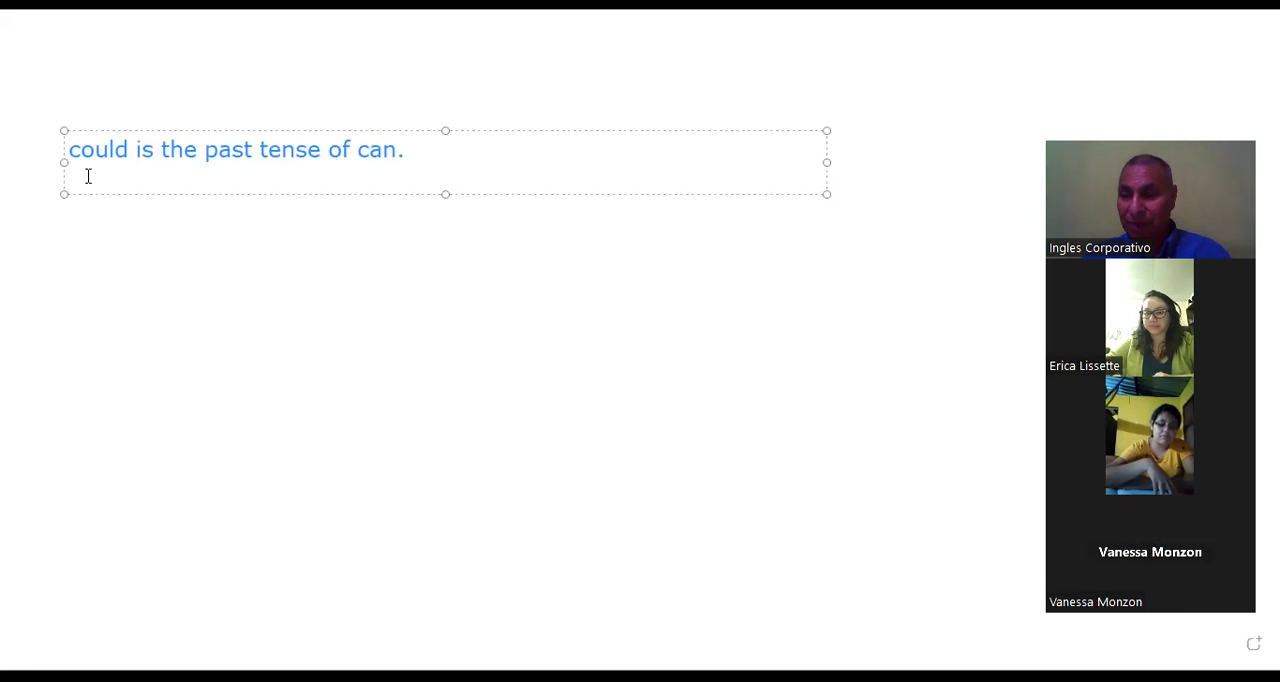 could is the past tense of can.
Ingles Corporativo
Erica Lissette
Vanessa Monzon
Vanessa Monzon